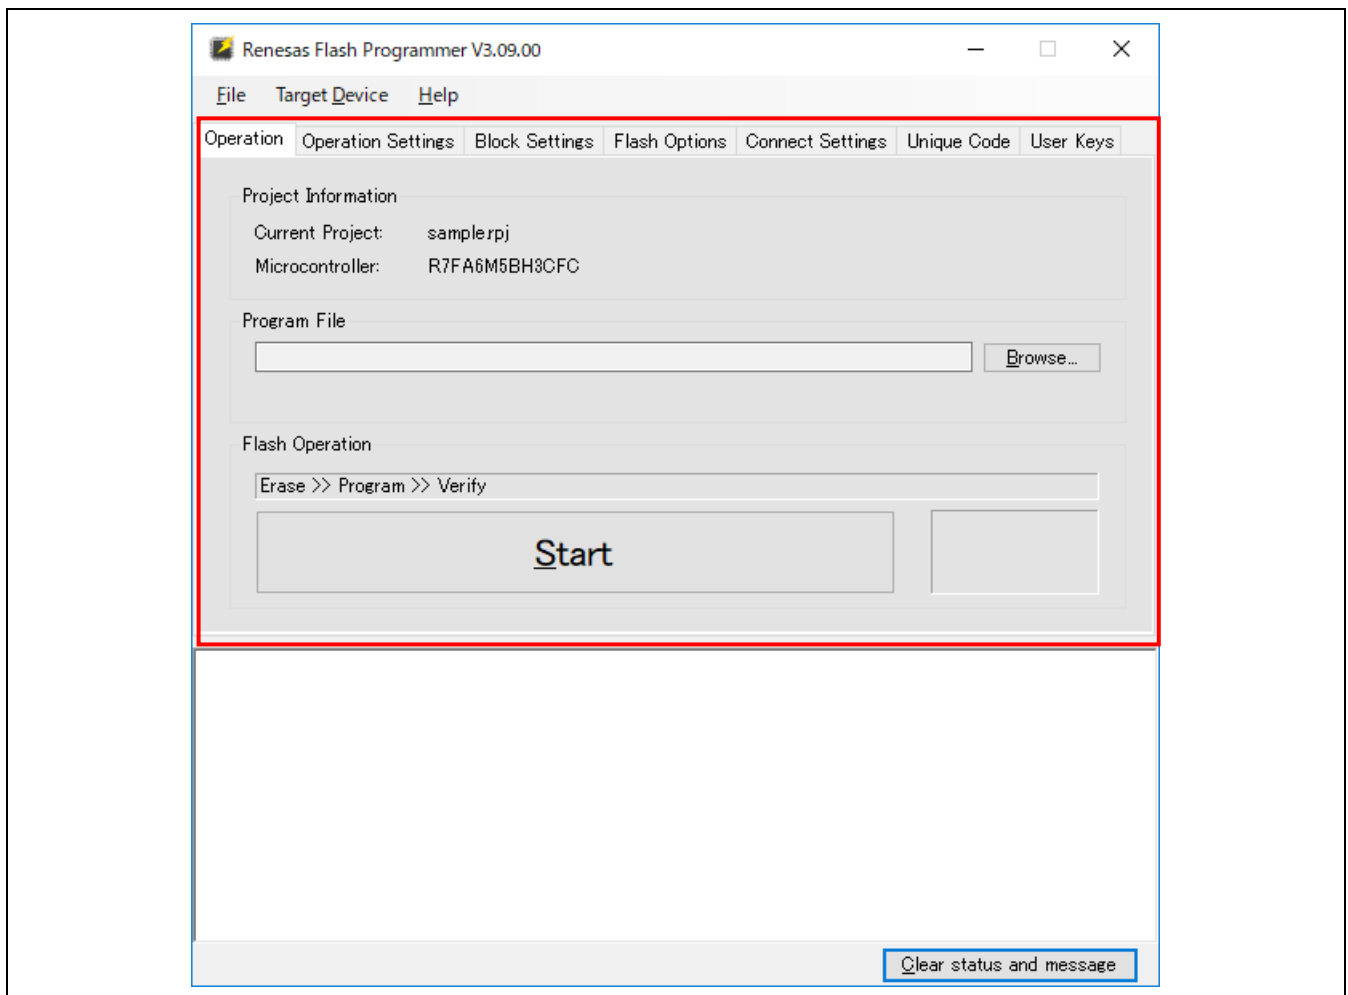 Renesas Flash Programmer V3.09.00
File Target Device Help
Operation Operation Settings Block Settings Flash Options Connect Settings Unique Code User Keys
Project Information
Current Project: sample.rpj
Microcontroller: R7FA6M5BH3CFC
Program File
Browse...
Flash Operation
Erase >> Program >> Verify
Start
Clear status and message